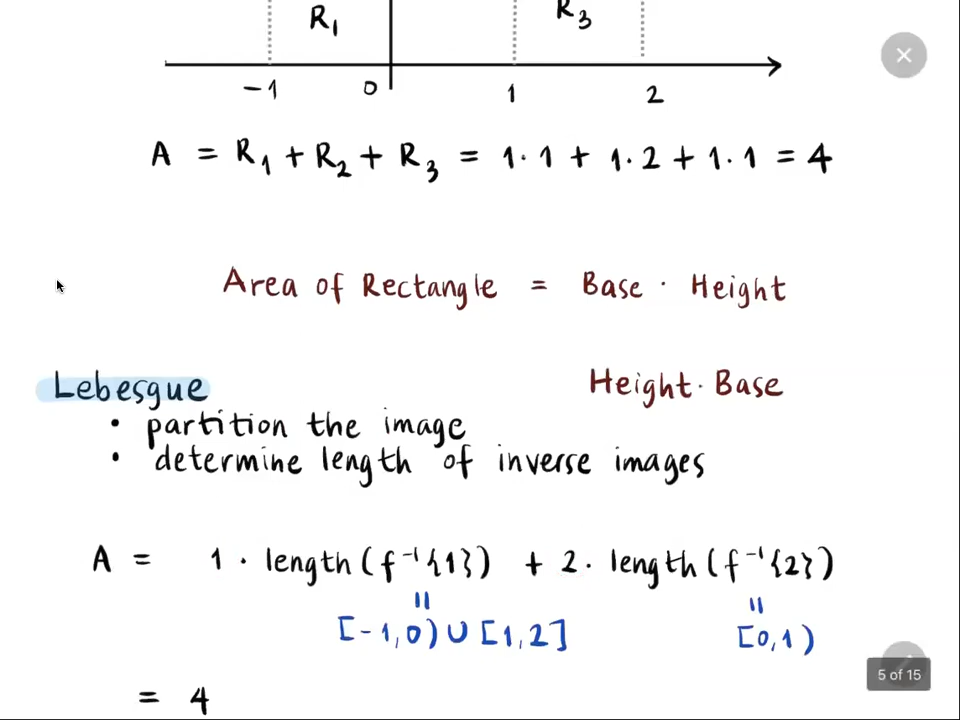 R₁ R₃
-1 0 1 2
A = R₁ + R₂ + R₃ = 1·1 + 1·2 + 1·1 = 4
Area of Rectangle = Base · Height
Lebesgue Height · Base
• partition the image
• determine length of inverse images
A = 1 · length(f⁻¹{1}) + 2 · length(f⁻¹{2})
= =
[-1,0) ∪ [1,2] [0,1)
= 4
5 of 15